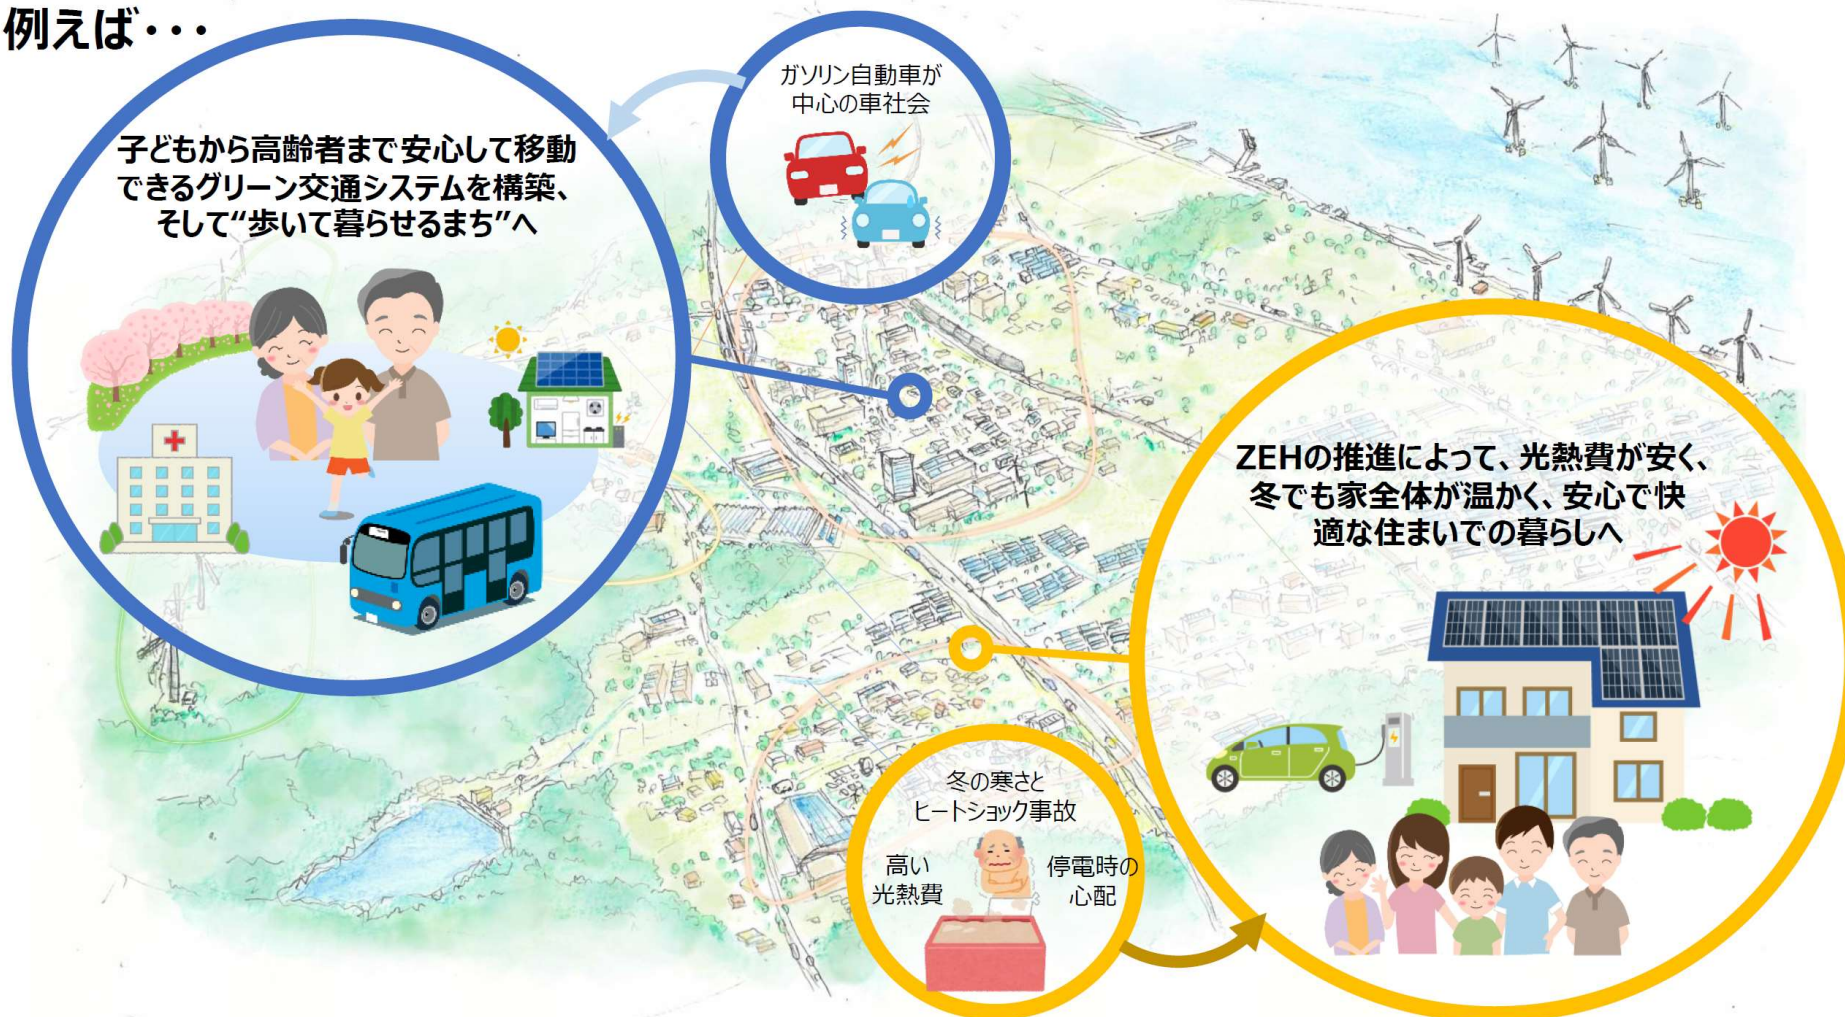 例えば・・・
ガソリン自動車が
中心の車社会
子どもから高齢者まで安心して移動
できるグリーン交通システムを構築、
そして“歩いて暮らせるまち”へ
ZEHの推進によって、光熱費が安く、
冬でも家全体が温かく、安心で快
適な住まいでの暮らしへ
冬の寒さと
ヒートショック事故
高い
光熱費
停電時の
心配